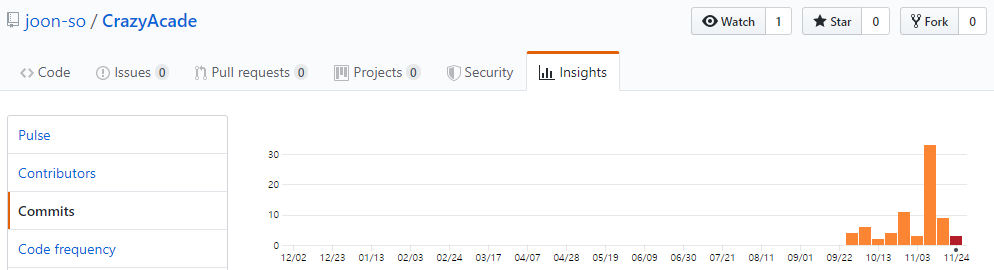 joon-so / CrazyAcade
Watch 1 Star 0 Fork 0
Code Issues 0 Pull requests 0 Projects 0 Security Insights
Pulse
Contributors
Commits
Code frequency
30
20
10
0
12/02 12/23 01/13 02/03 02/24 03/17 04/07 04/28 05/19 06/09 06/30 07/21 08/11 09/01 09/22 10/13 11/03 11/24